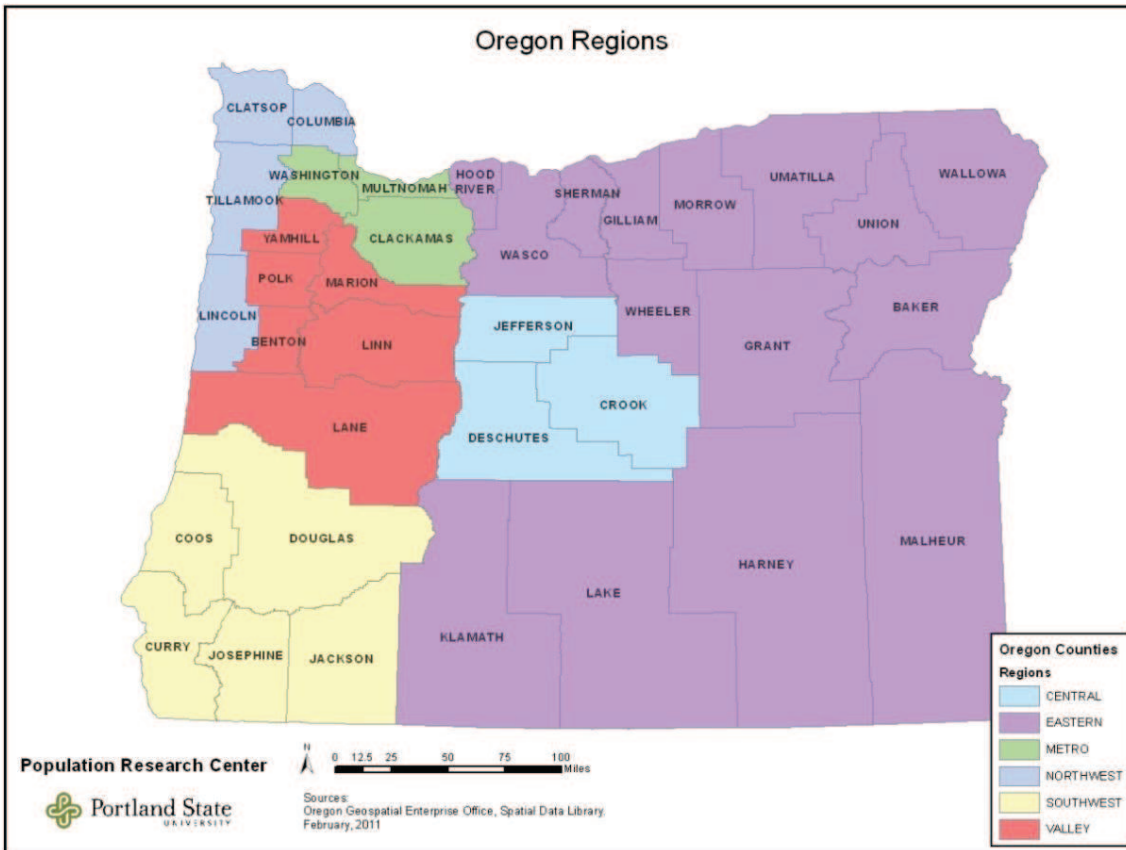 Oregon Regions
CLATSOP
COLUMBIA
WASHINGTON
MULTNOMAH
HOOD
RIVER
SHERMAN
GILLIAM
MORROW
UMATILLA
WALLOWA
UNION
TILLAMOOK
YAMHILL
CLACKAMAS
WASCO
POLK
MARION
WHEELER
BAKER
LINCOLN
JEFFERSON
GRANT
BENTON
LINN
CROOK
LANE
DESCHUTES
COOS
DOUGLAS
MALHEUR
HARNEY
LAKE
KLAMATH
CURRY
JOSEPHINE
JACKSON
Oregon Counties
Regions
CENTRAL
EASTERN
METRO
NORTHWEST
SOUTHWEST
VALLEY
Population Research Center
N
0 12.5 25 50 75 100
Miles
Portland State
UNIVERSITY
Sources:
Oregon Geospatial Enterprise Office, Spatial Data Library.
February, 2011